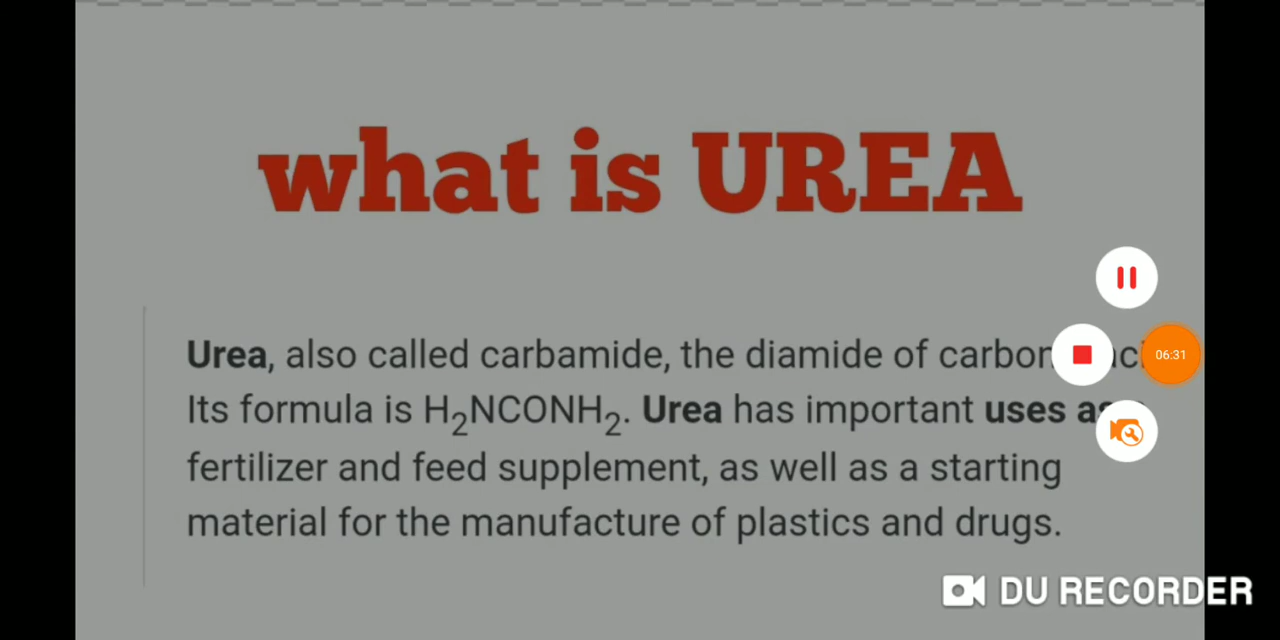 what is UREA
Urea, also called carbamide, the diamide of
Its formula is H₂NCONH₂. Urea has important uses
fertilizer and feed supplement, as well as a starting
material for the manufacture of plastics and drugs.
06:31
DU RECORDER